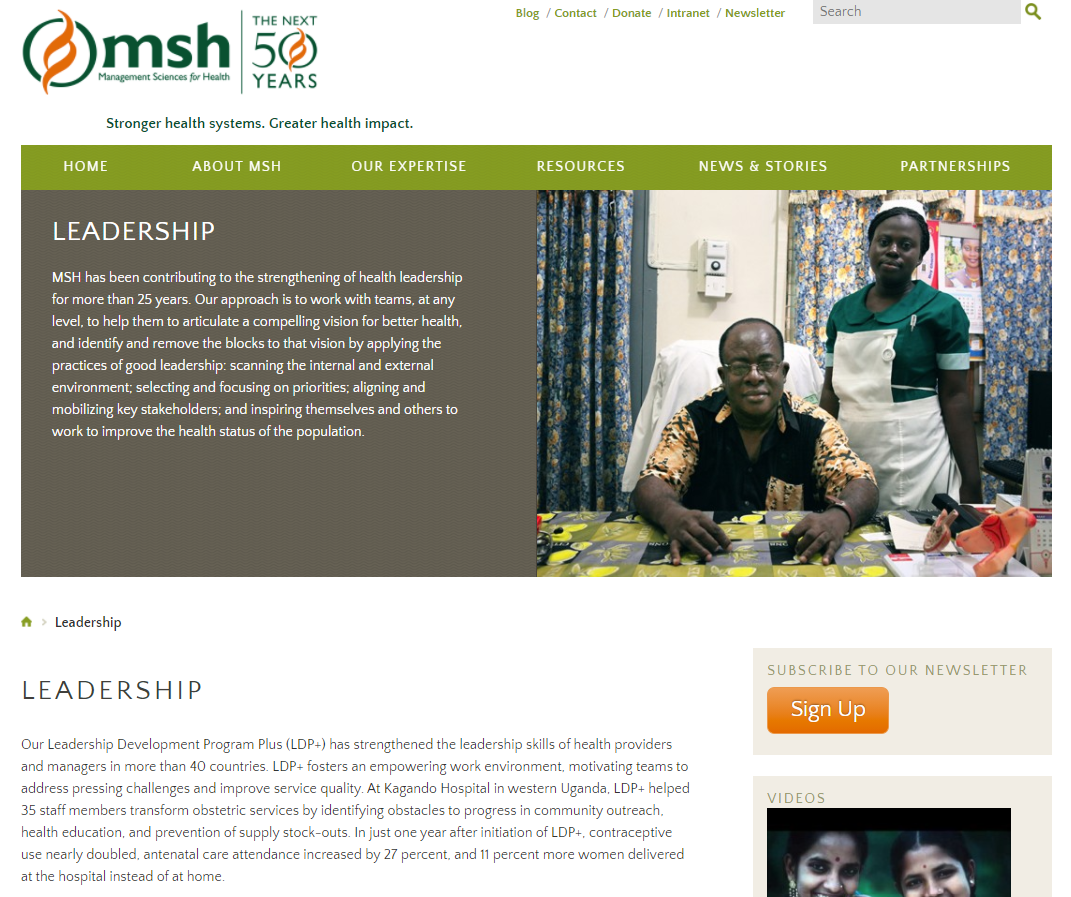 Blog / Contact / Donate / Intranet / Newsletter
Search
msh
Management Sciences for Health
THE NEXT
50
YEARS
Stronger health systems. Greater health impact.
HOME ABOUT MSH OUR EXPERTISE RESOURCES NEWS & STORIES PARTNERSHIPS
LEADERSHIP
MSH has been contributing to the strengthening of health leadership
for more than 25 years. Our approach is to work with teams, at any
level, to help them to articulate a compelling vision for better health,
and identify and remove the blocks to that vision by applying the
practices of good leadership: scanning the internal and external
environment; selecting and focusing on priorities; aligning and
mobilizing key stakeholders; and inspiring themselves and others to
work to improve the health status of the population.
Leadership
LEADERSHIP
Our Leadership Development Program Plus (LDP+) has strengthened the leadership skills of health providers
and managers in more than 40 countries. LDP+ fosters an empowering work environment, motivating teams to
address pressing challenges and improve service quality. At Kagando Hospital in western Uganda, LDP+ helped
35 staff members transform obstetric services by identifying obstacles to progress in community outreach,
health education, and prevention of supply stock-outs. In just one year after initiation of LDP+, contraceptive
use nearly doubled, antenatal care attendance increased by 27 percent, and 11 percent more women delivered
at the hospital instead of at home.
SUBSCRIBE TO OUR NEWSLETTER
Sign Up
VIDEOS